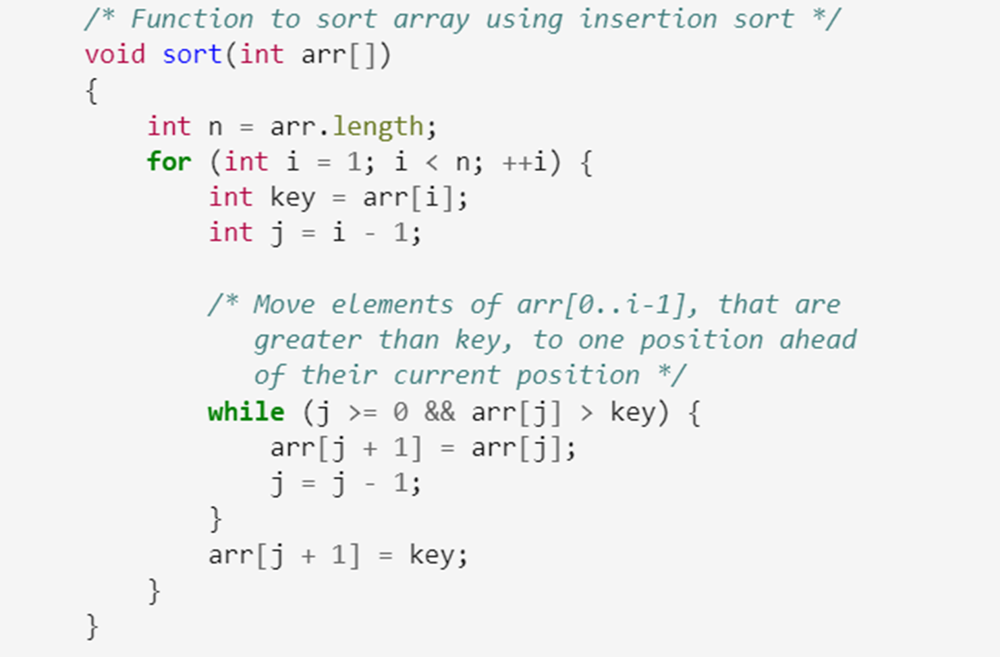 /* Function to sort array using insertion sort */
void sort(int arr[])
{
    int n = arr.length;
    for (int i = 1; i < n; ++i) {
        int key = arr[i];
        int j = i - 1;

        /* Move elements of arr[0..i-1], that are
           greater than key, to one position ahead
           of their current position */
        while (j >= 0 && arr[j] > key) {
            arr[j + 1] = arr[j];
            j = j - 1;
        }
        arr[j + 1] = key;
    }
}